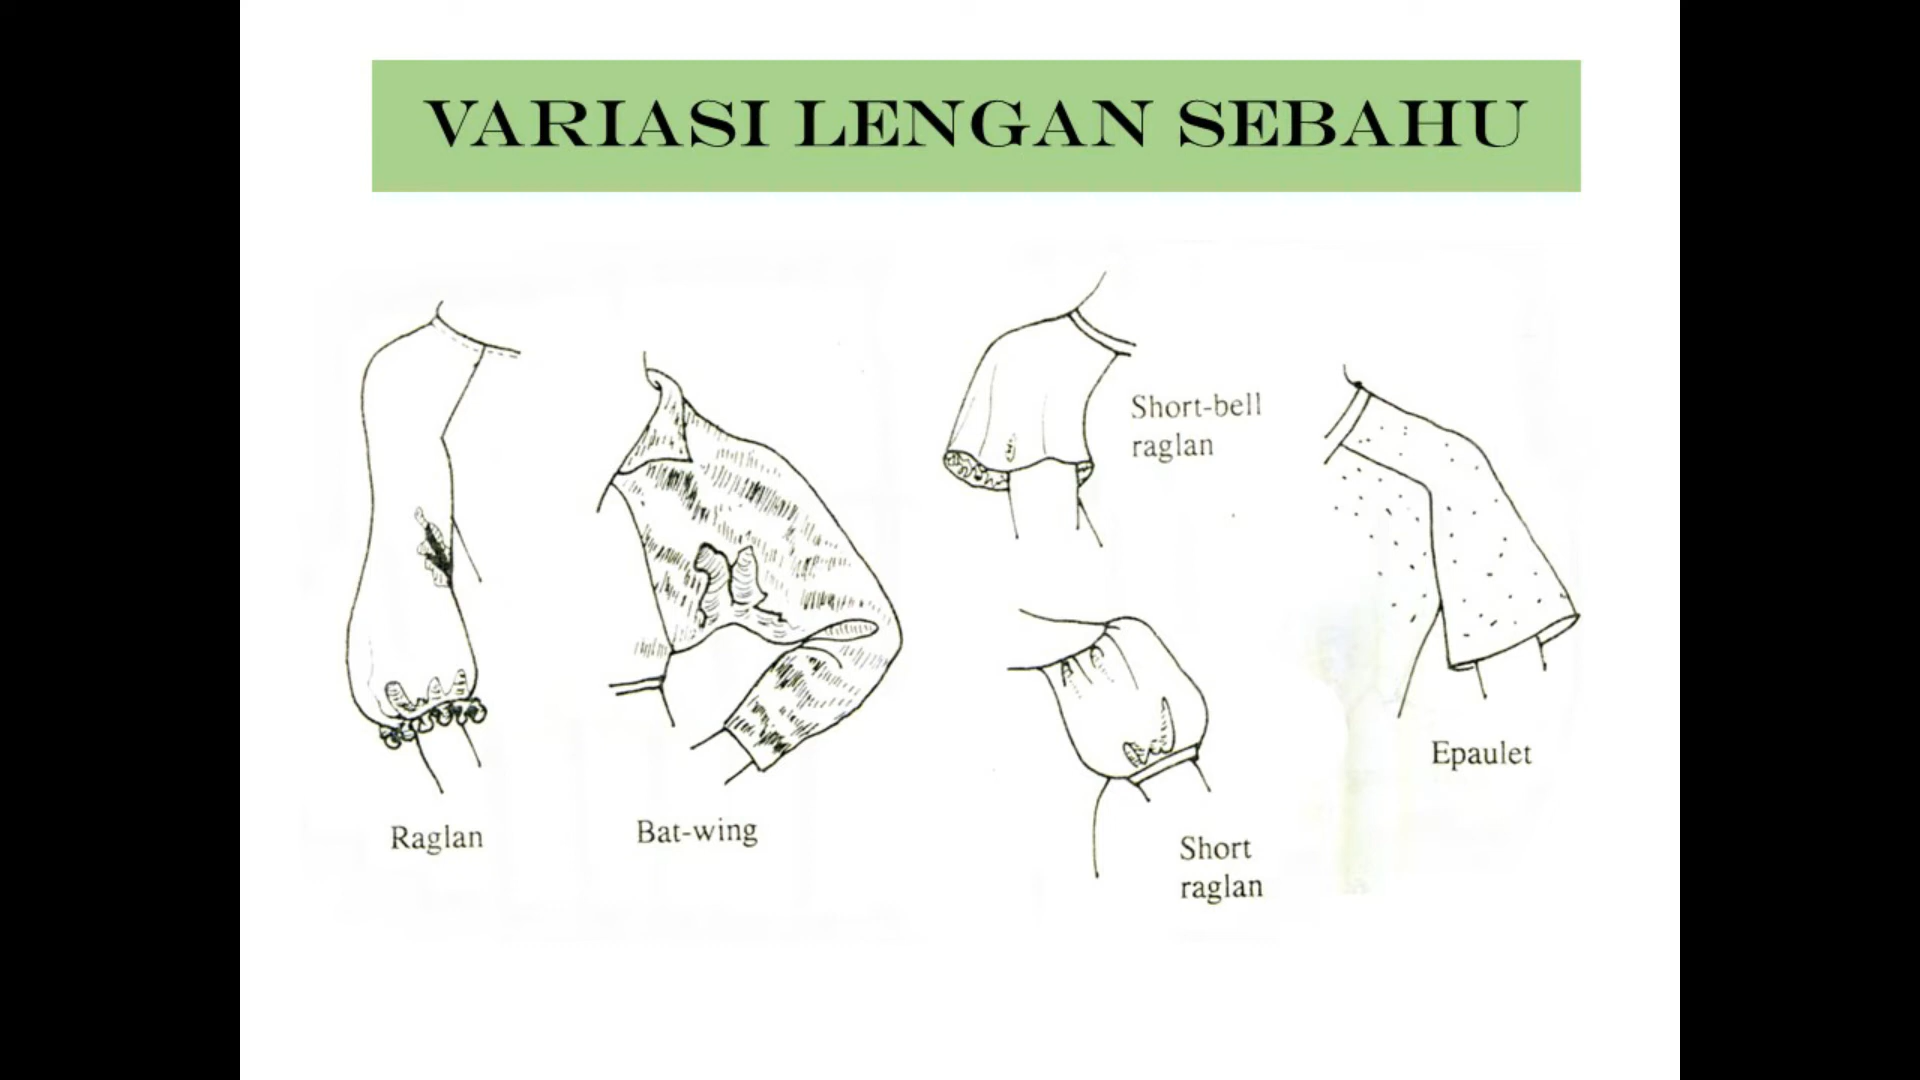 VARIASI LENGAN SEBAHU
Short-bell
raglan
Epaulet
Raglan
Bat-wing
Short
raglan